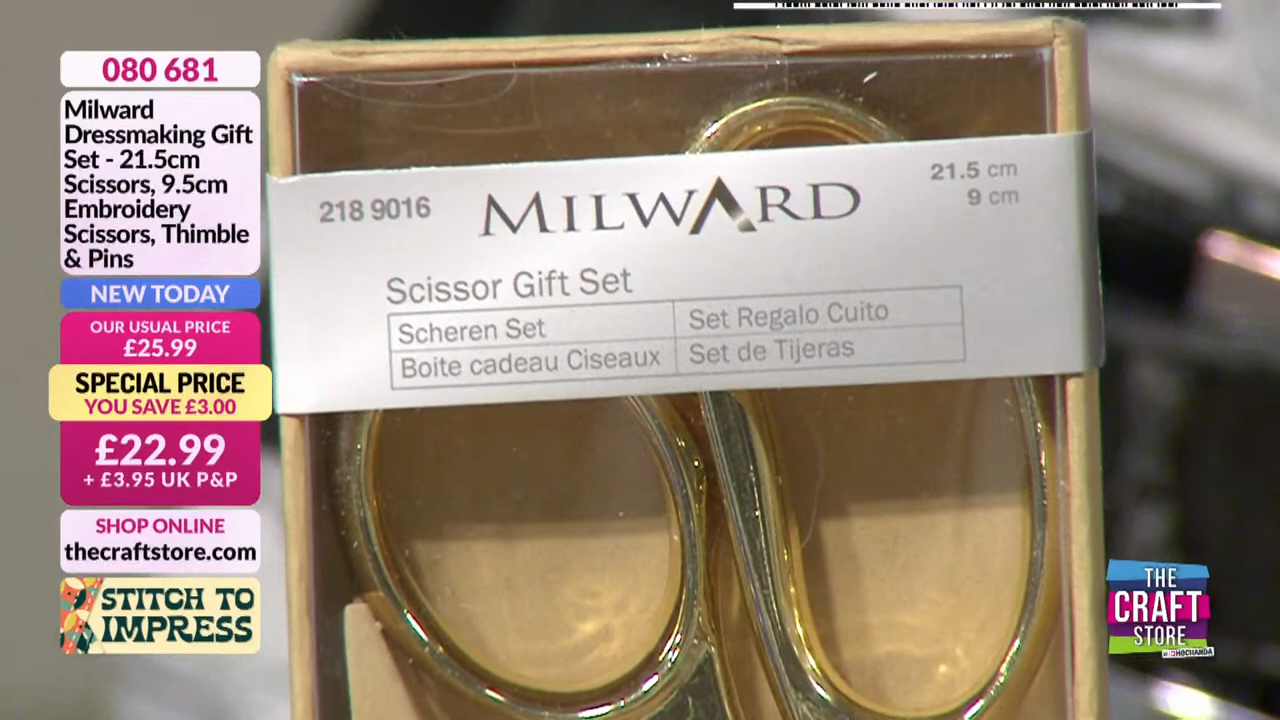 080 681
Milward
Dressmaking Gift
Set - 21.5cm
Scissors, 9.5cm
Embroidery
Scissors, Thimble
& Pins
NEW TODAY
OUR USUAL PRICE
£25.99
SPECIAL PRICE
YOU SAVE £3.00
£22.99
+ £3.95 UK P&P
SHOP ONLINE
thecraftstore.com
STITCH TO
IMPRESS
218 9016
MILWARD
21.5 cm
9 cm
Scissor Gift Set
Scheren Set
Set Regalo Cuito
Boite cadeau Ciseaux
Set de Tijeras
THE
CRAFT
STORE
HOCHANDA